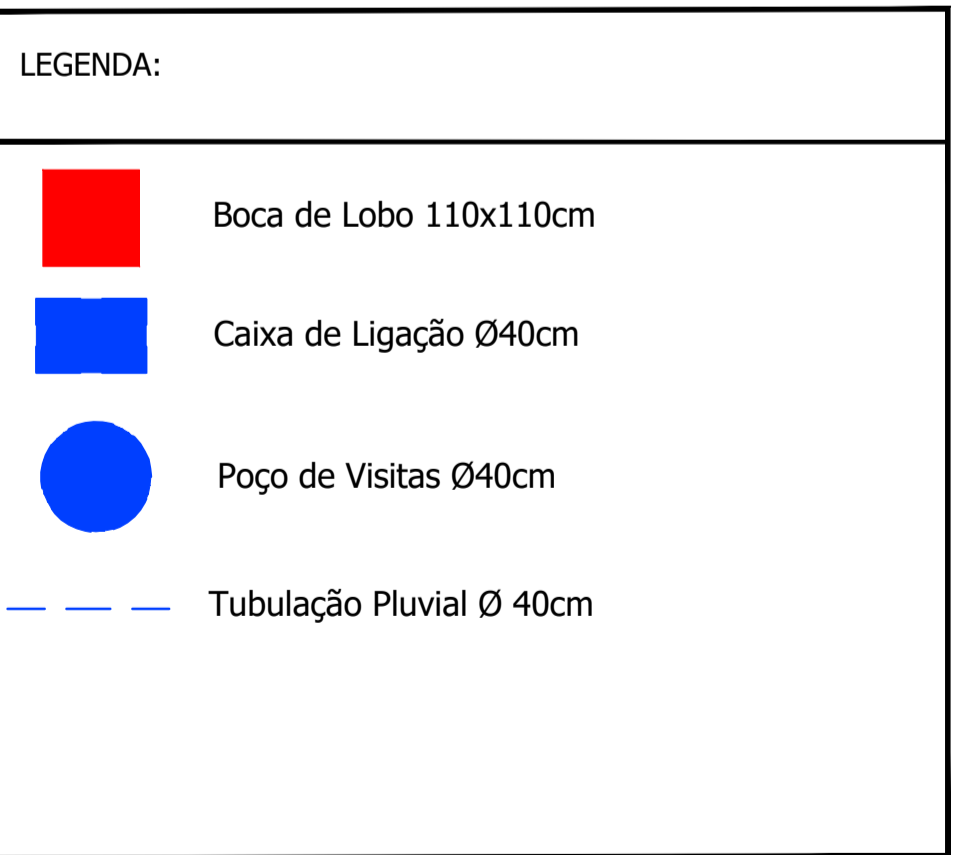 LEGENDA:
Boca de Lobo 110x110cm
Caixa de Ligação Ø40cm
Poço de Visitas Ø40cm
Tubulação Pluvial Ø 40cm